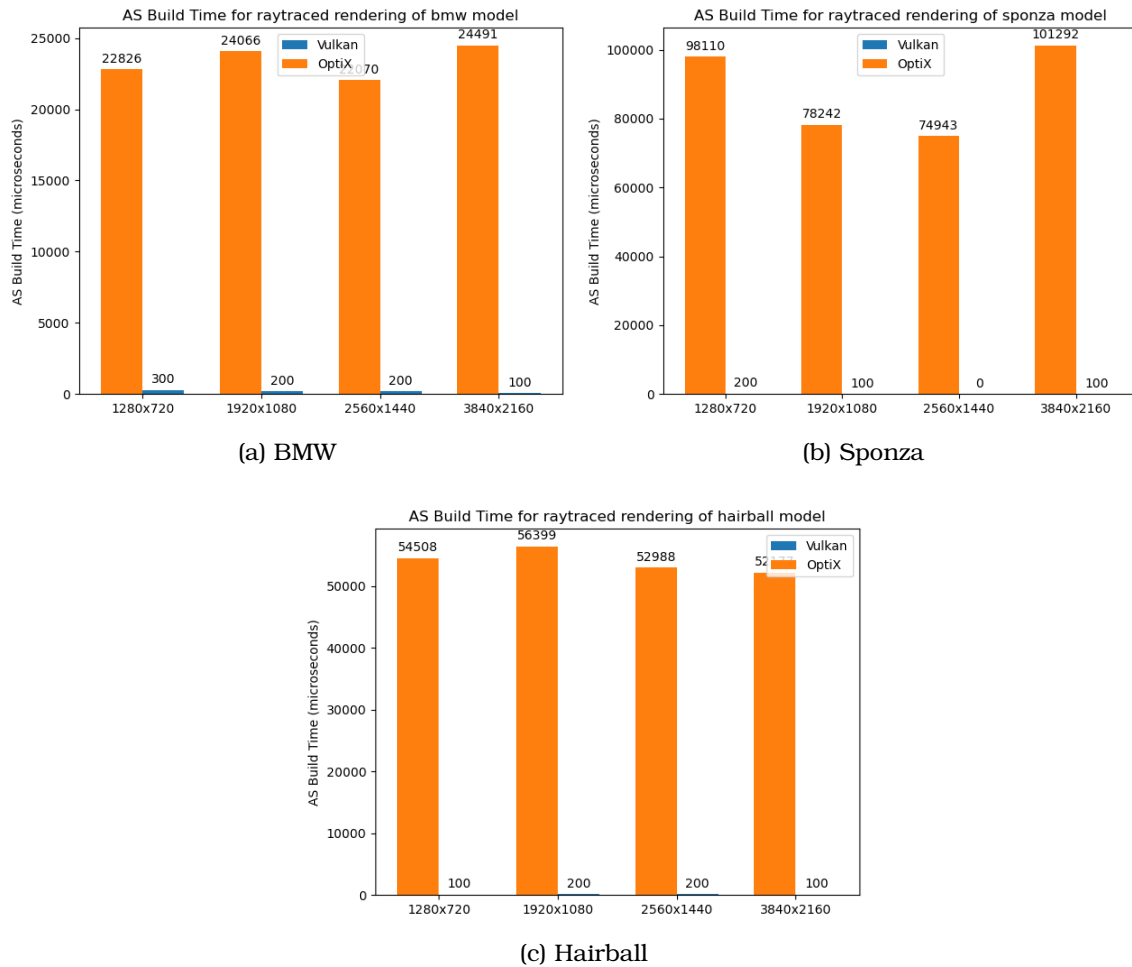 AS Build Time for raytraced rendering of bmw model
AS Build Time (microseconds)
25000
20000
15000
10000
5000
0
Vulkan
OptiX
22826
24066
22070
24491
300
200
200
100
1280x720
1920x1080
2560x1440
3840x2160
(a) BMW
AS Build Time for raytraced rendering of sponza model
AS Build Time (microseconds)
100000
80000
60000
40000
20000
0
Vulkan
OptiX
98110
78242
74943
101292
200
100
0
100
1280x720
1920x1080
2560x1440
3840x2160
(b) Sponza
AS Build Time for raytraced rendering of hairball model
AS Build Time (microseconds)
50000
40000
30000
20000
10000
0
Vulkan
OptiX
54508
56399
52988
100
200
200
100
1280x720
1920x1080
2560x1440
3840x2160
(c) Hairball